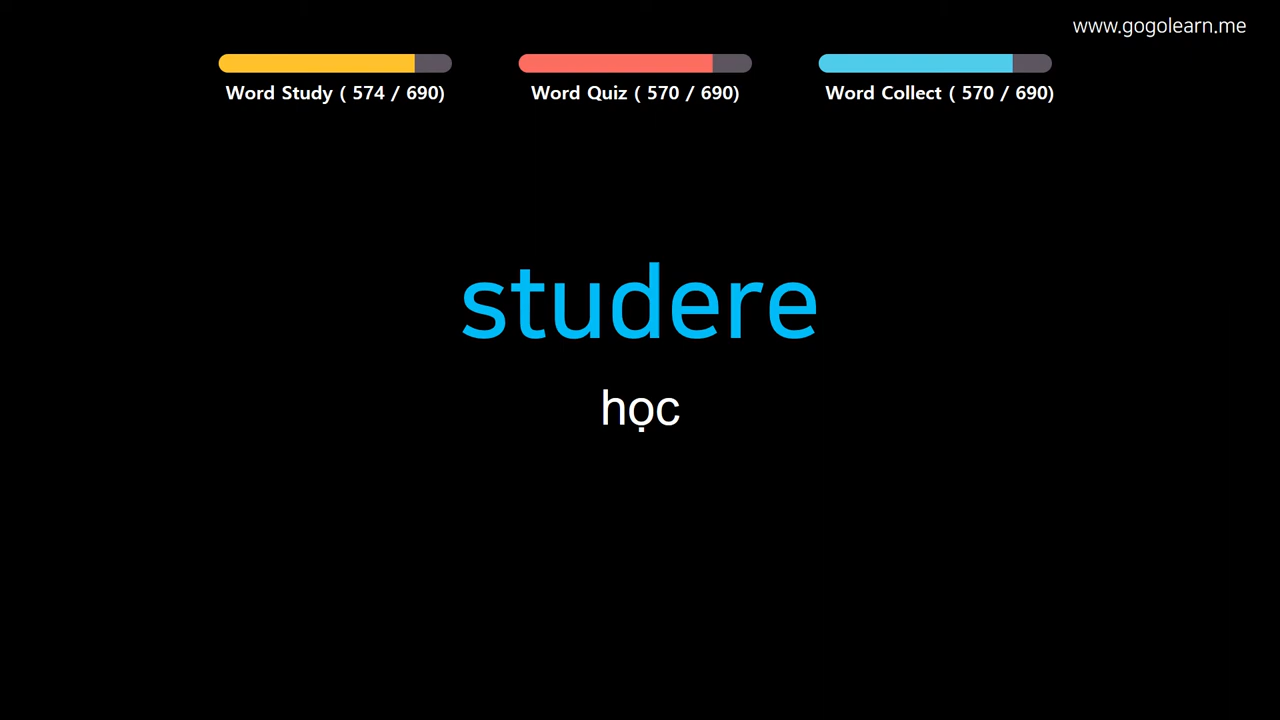 www.gogolearn.me
Word Study ( 574 / 690)
Word Quiz ( 570 / 690)
Word Collect ( 570 / 690)
studere
học